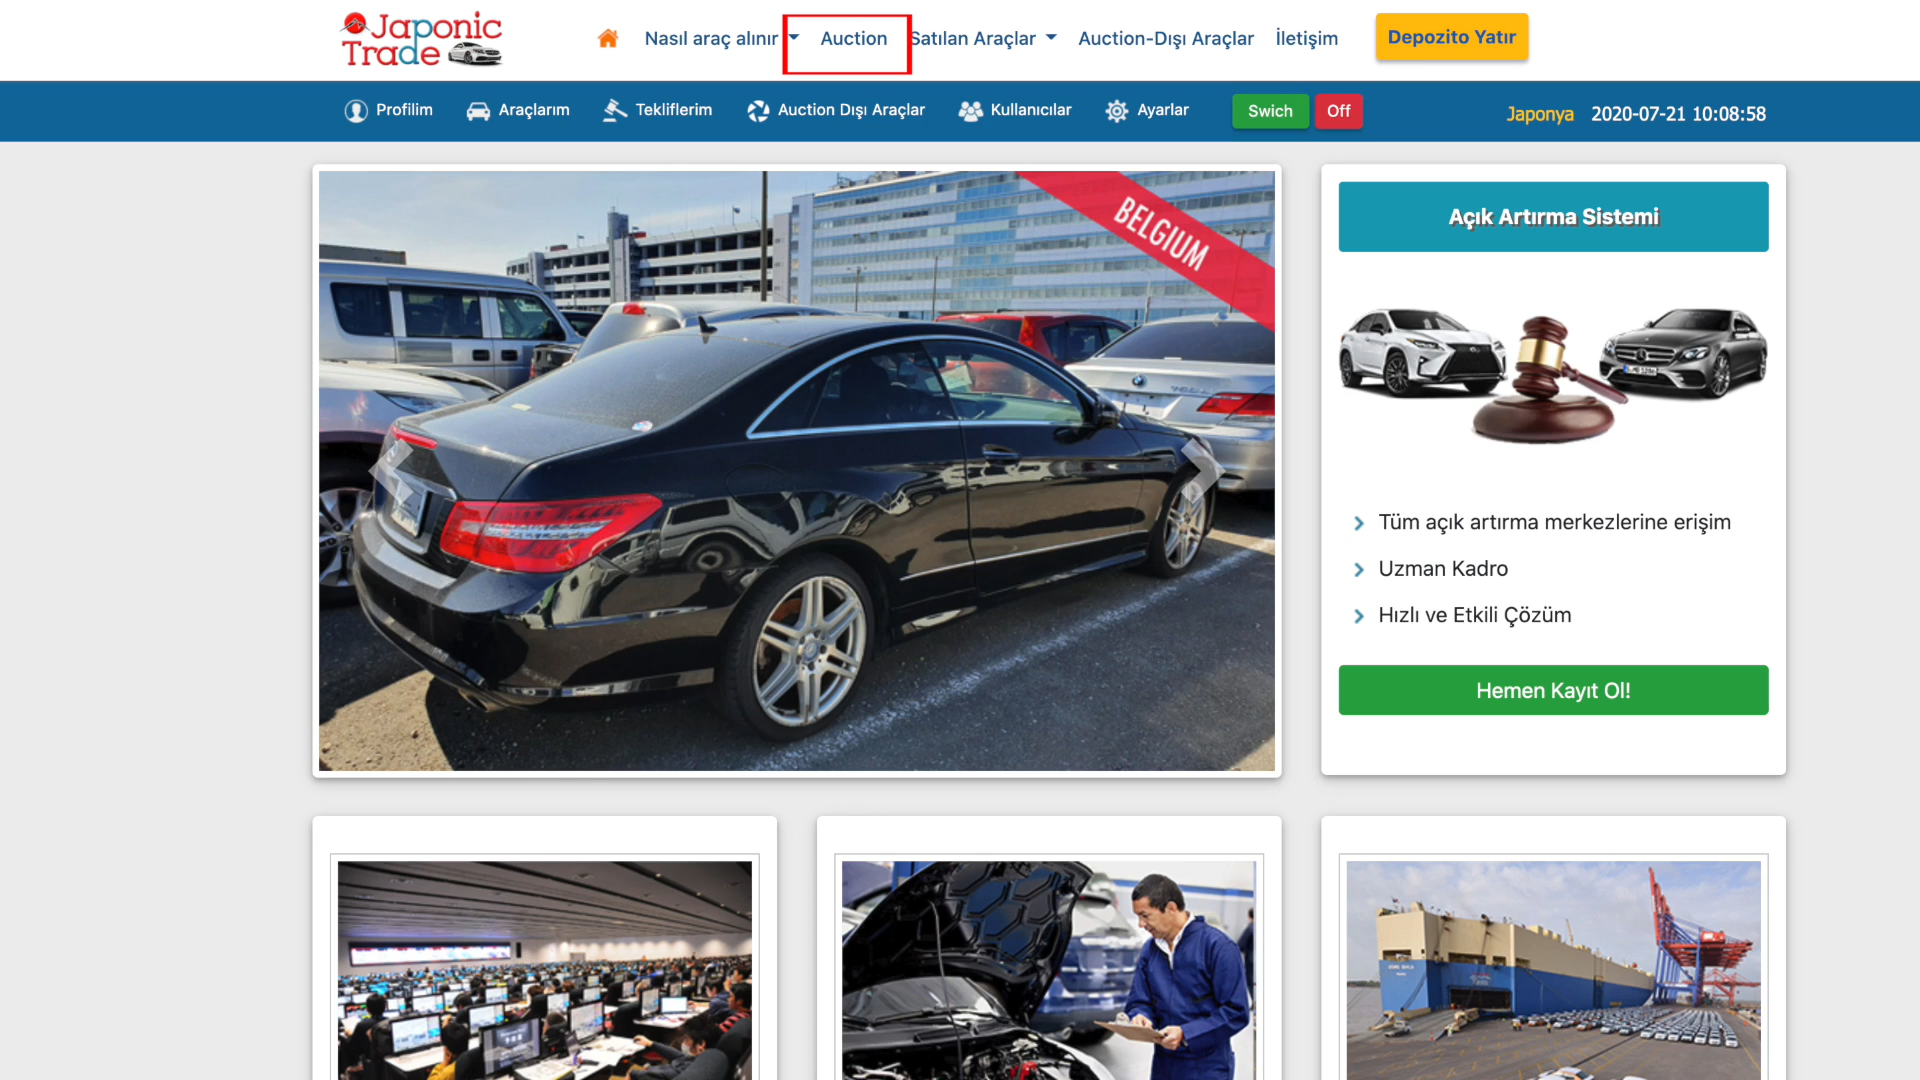 Japonic
Trade
Nasıl araç alınır
Auction
Satılan Araçlar
Auction-Dışı Araçlar
İletişim
Depozito Yatır
Profilim
Araçlarım
Tekliflerim
Auction Dışı Araçlar
Kullanıcılar
Ayarlar
Swich
Off
Japonya 2020-07-21 10:08:58
BELGIUM
Açık Artırma Sistemi
Tüm açık artırma merkezlerine erişim
Uzman Kadro
Hızlı ve Etkili Çözüm
Hemen Kayıt Ol!